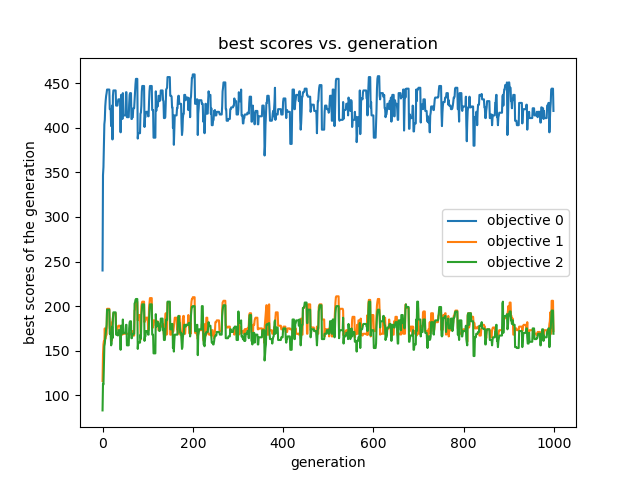 best scores vs. generation
best scores of the generation
450
400
350
300
250
200
150
100
objective 0
objective 1
objective 2
0 200 400 600 800 1000
generation